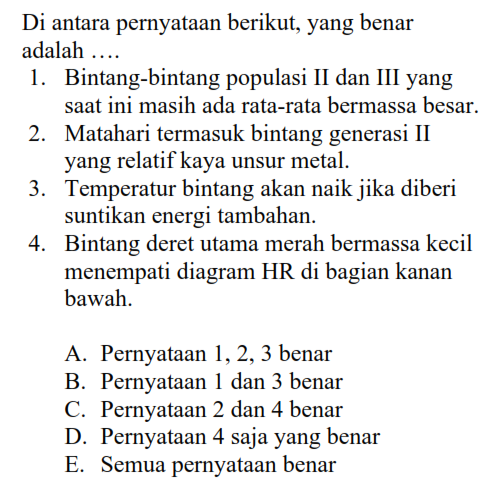 Di antara pernyataan berikut, yang benar
adalah ….
1. Bintang-bintang populasi II dan III yang
saat ini masih ada rata-rata bermassa besar.
2. Matahari termasuk bintang generasi II
yang relatif kaya unsur metal.
3. Temperatur bintang akan naik jika diberi
suntikan energi tambahan.
4. Bintang deret utama merah bermassa kecil
menempati diagram HR di bagian kanan
bawah.
A. Pernyataan 1, 2, 3 benar
B. Pernyataan 1 dan 3 benar
C. Pernyataan 2 dan 4 benar
D. Pernyataan 4 saja yang benar
E. Semua pernyataan benar